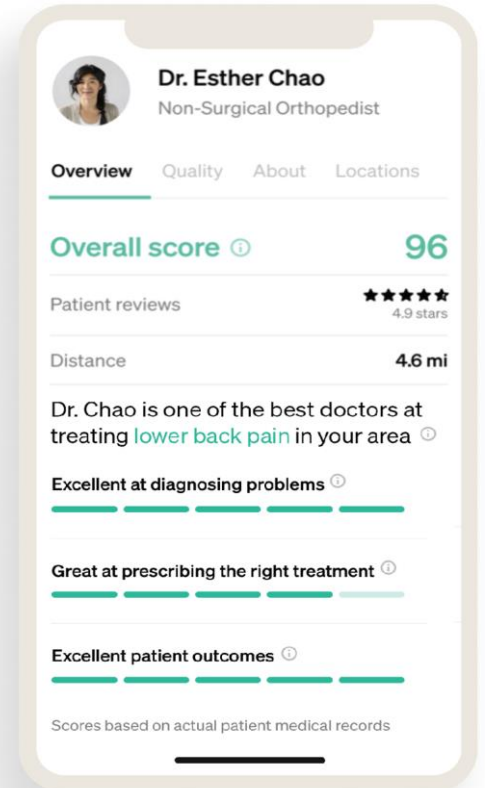 Dr. Esther Chao
Non-Surgical Orthopedist
Overview Quality About Locations
Overall score 96
Patient reviews
4.9 stars
Distance 4.6 mi
Dr. Chao is one of the best doctors at
treating lower back pain in your area
Excellent at diagnosing problems
Great at prescribing the right treatment
Excellent patient outcomes
Scores based on actual patient medical records